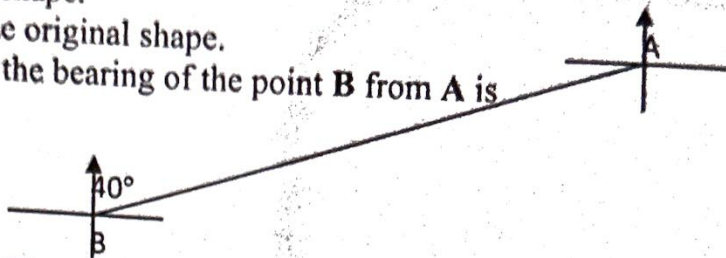 e original shape.
the bearing of the point B from A is
A
40°
B